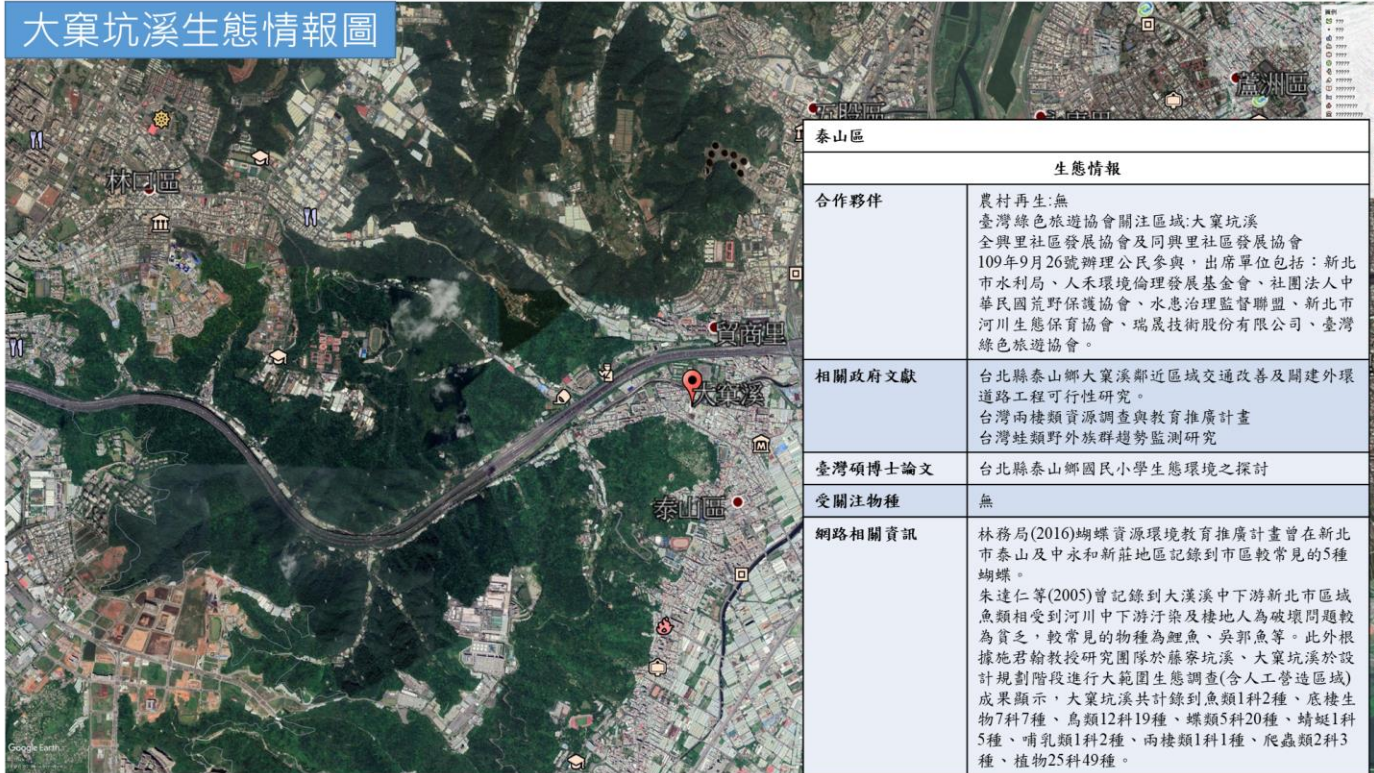 大窠坑溪生態情報圖
蘆洲區
五股區
林口區
貿商里
大窠溪
泰山區
Google Earth
泰山區
生態情報
合作夥伴
農村再生:無
臺灣綠色旅遊協會關注區域:大窠坑溪
全興里社區發展協會及同興里社區發展協會
109年9月26號辦理公民參與，出席單位包括：新北
市水利局、人禾環境倫理發展基金會、社團法人中
華民國荒野保護協會、水患治理監督聯盟、新北市
河川生態保育協會、瑞晟技術股份有限公司、臺灣
綠色旅遊協會。
相關政府文獻
台北縣泰山鄉大窠溪鄰近區域交通改善及闢建外環
道路工程可行性研究。
台灣兩棲類資源調查與教育推廣計畫
台灣蛙類野外族群趨勢監測研究
臺灣碩博士論文
台北縣泰山鄉國民小學生態環境之探討
受關注物種
無
網路相關資訊
林務局(2016)蝴蝶資源環境教育推廣計畫曾在新北
市泰山及中永和新莊地區記錄到市區較常見的5種
蝴蝶。
朱達仁等(2005)曾記錄到大漢溪中下游新北市區域
魚類相受到河川中下游汙染及棲地人為破壞問題較
為貧乏，較常見的物種為鯉魚、吳郭魚等。此外根
據施君翰教授研究團隊於藤寮坑溪、大窠坑溪於設
計規劃階段進行大範圍生態調查(含人工營造區域)
成果顯示，大窠坑溪共計錄到魚類1科2種、底棲生
物7科7種、鳥類12科19種、蝶類5科20種、蜻蜓1科
5種、哺乳類1科2種、兩棲類1科1種、爬蟲類2科3
種、植物25科49種。